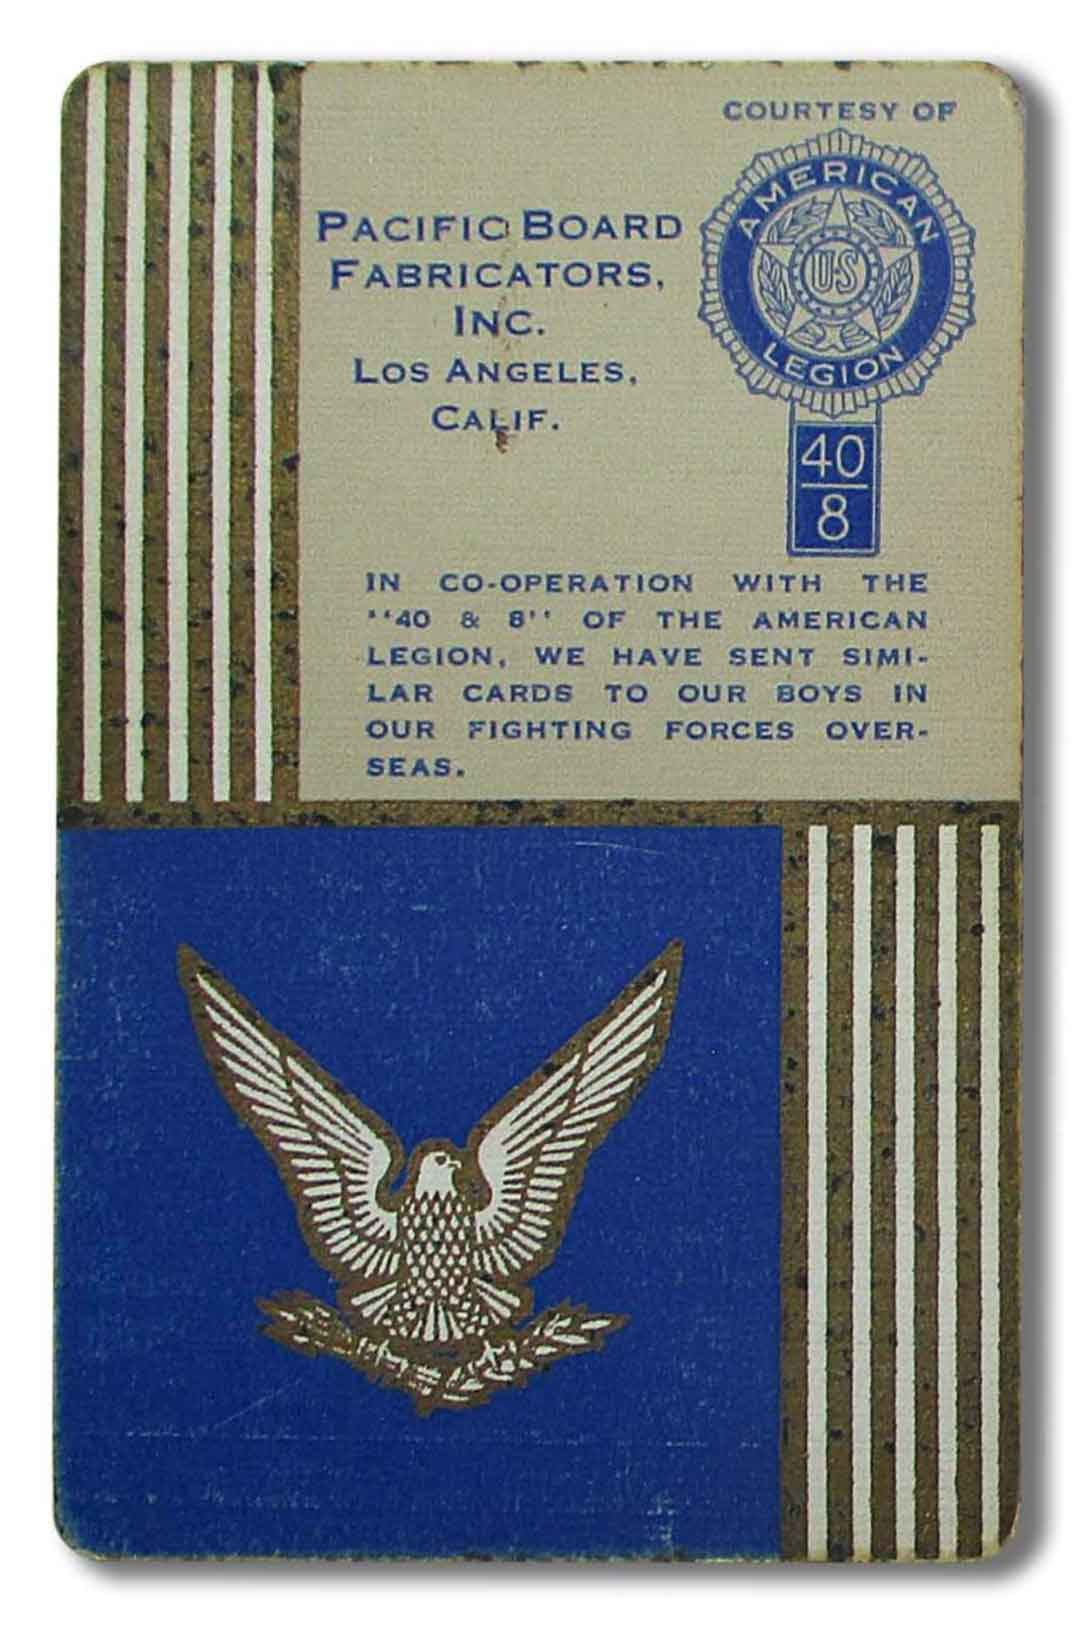 COURTESY OF
AMERICAN
U·S
LEGION
40
8
PACIFIC BOARD
FABRICATORS,
INC.
LOS ANGELES,
CALIF.
IN CO-OPERATION WITH THE
"40 & 8" OF THE AMERICAN
LEGION, WE HAVE SENT SIMI-
LAR CARDS TO OUR BOYS IN
OUR FIGHTING FORCES OVER-
SEAS.